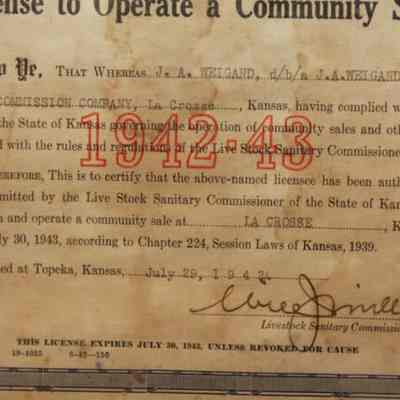 ense to Operate a Community S
Ye, THAT WHEREAS J. A. WEIGAND, d/b/a J.A.WEIGAND
COMMISSION COMPANY, La Crosse, Kansas, having complied w
the State of Kansas governing the operation of community sales and othe
d with the rules and regulations of the Live Stock Sanitary Commissione
1942-43
HEREFORE, This is to certify that the above-named licensee has been auth
mitted by the Live Stock Sanitary Commissioner of the State of Kan
n and operate a community sale at LA CROSSE, K
ly 30, 1943, according to Chapter 224, Session Laws of Kansas, 1939.
ed at Topeka, Kansas, July 29, 1942
Livestock Sanitary Commissio
THIS LICENSE EXPIRES JULY 30, 1943, UNLESS REVOKED FOR CAUSE